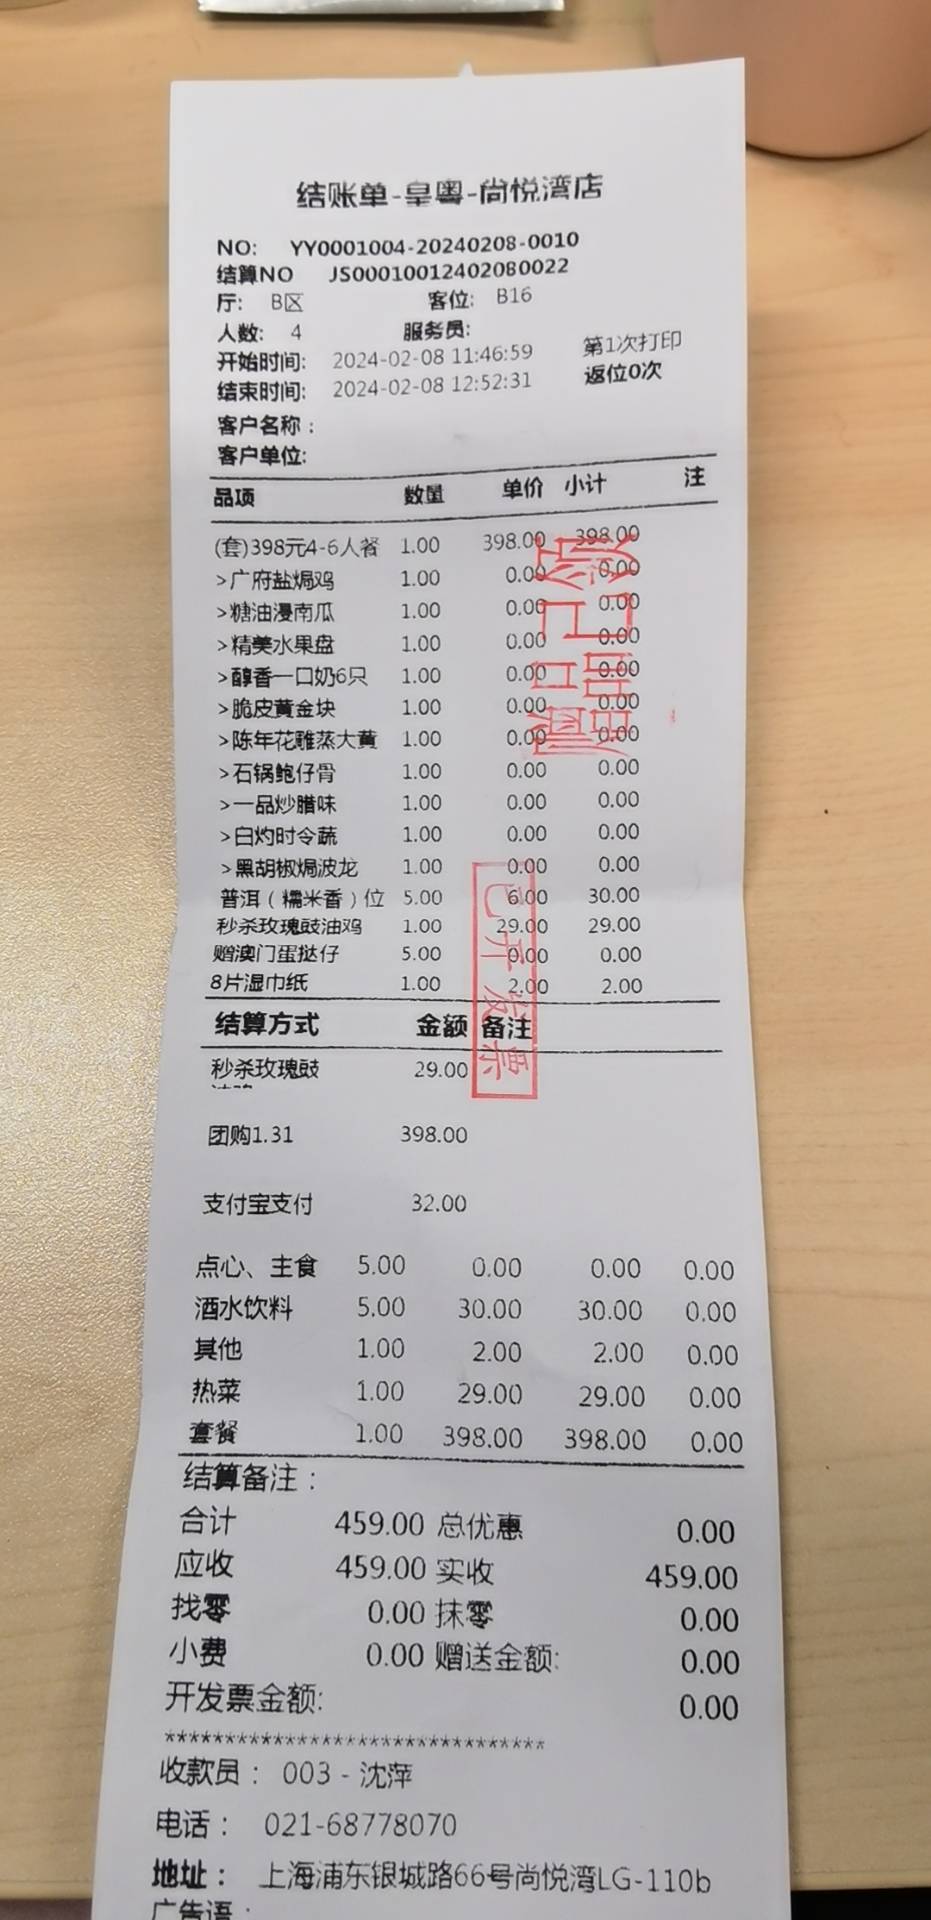 结账单-皇粤-尚悦湾店
NO: YY0001004-20240208-0010
结算NO JS00010012402080022
厅: B区 客位: B16
人数: 4 服务员:
开始时间: 2024-02-08 11:46:59 第1次打印
结束时间: 2024-02-08 12:52:31 返位0次
客户名称：
客户单位:
品项 数量 单价 小计 注
(套)398元4-6人餐 1.00 398.00 398.00
>广府盐焗鸡 1.00 0.00 0.00
>糖油漫南瓜 1.00 0.00 0.00
>精美水果盘 1.00 0.00 0.00
>醇香一口奶6只 1.00 0.00 0.00
>脆皮黄金块 1.00 0.00 0.00
>陈年花雕蒸大黄 1.00 0.00 0.00
>石锅鲍仔骨 1.00 0.00 0.00
>一品炒腊味 1.00 0.00 0.00
>白灼时令蔬 1.00 0.00 0.00
>黑胡椒焗波龙 1.00 0.00 0.00
普洱（糯米香）位 5.00 6.00 30.00
秒杀玫瑰豉油鸡 1.00 29.00 29.00
赠澳门蛋挞仔 5.00 0.00 0.00
8片湿巾纸 1.00 2.00 2.00
已开发票
结算方式 金额 备注
秒杀玫瑰豉 29.00
团购1.31 398.00
支付宝支付 32.00
点心、主食 5.00 0.00 0.00 0.00
酒水饮料 5.00 30.00 30.00 0.00
其他 1.00 2.00 2.00 0.00
热菜 1.00 29.00 29.00 0.00
套餐 1.00 398.00 398.00 0.00
结算备注：
合计 459.00 总优惠 0.00
应收 459.00 实收 459.00
找零 0.00 抹零 0.00
小费 0.00 赠送金额: 0.00
开发票金额: 0.00
********************************
收款员： 003 - 沈萍
电话： 021-68778070
地址： 上海浦东银城路66号尚悦湾LG-110b
广告语：